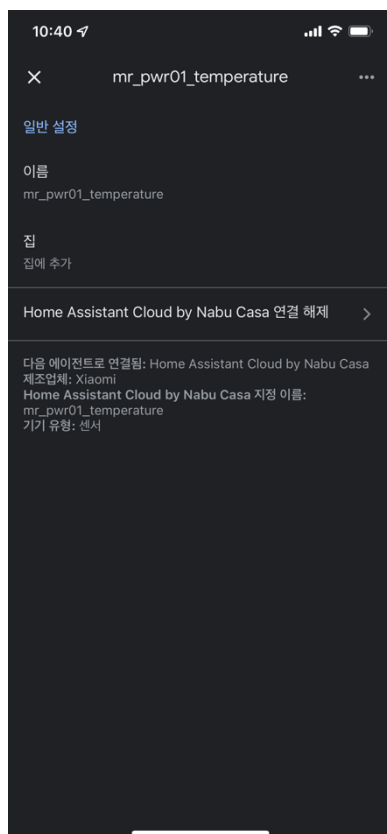 10:40
mr_pwr01_temperature
일반 설정
이름
mr_pwr01_temperature
집
집에 추가
Home Assistant Cloud by Nabu Casa 연결 해제
다음 에이전트로 연결됨: Home Assistant Cloud by Nabu Casa
제조업체: Xiaomi
Home Assistant Cloud by Nabu Casa 지정 이름:
mr_pwr01_temperature
기기 유형: 센서